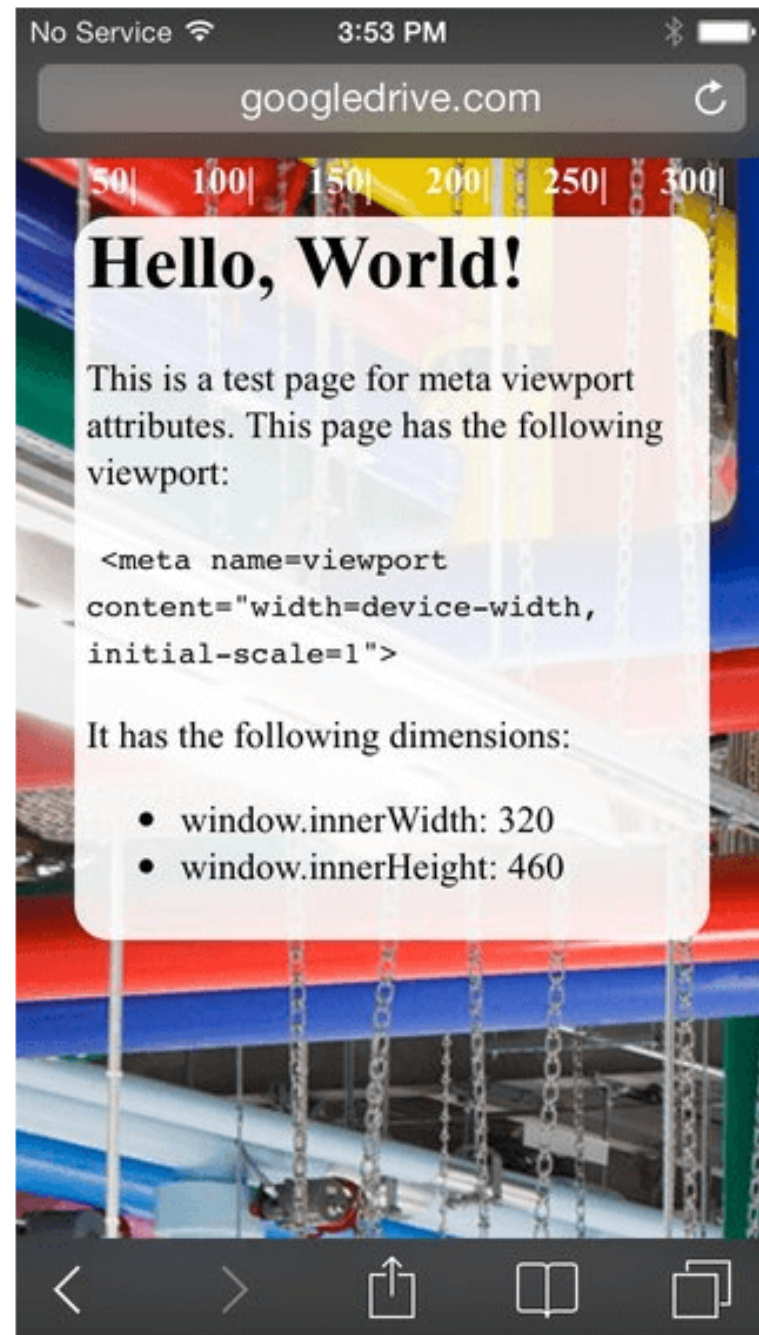 No Service 3:53 PM
googledrive.com
50| 100| 150| 200| 250| 300|
Hello, World!
This is a test page for meta viewport
attributes. This page has the following
viewport:
<meta name=viewport
content="width=device-width,
initial-scale=1">
It has the following dimensions:
• window.innerWidth: 320
• window.innerHeight: 460